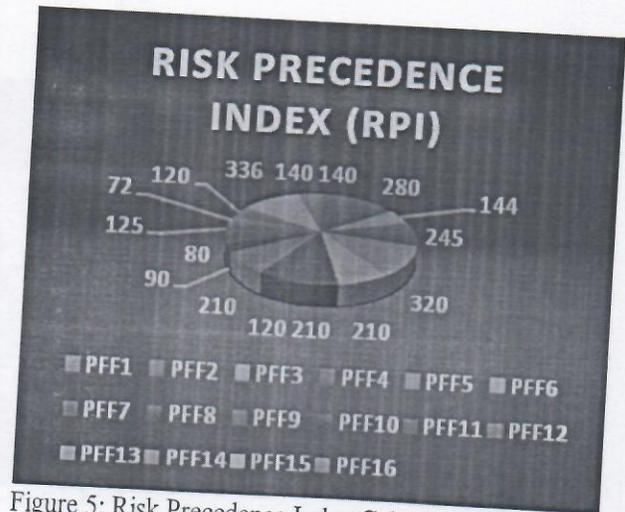 RISK PRECEDENCE
INDEX (RPI)
72 120 336 140 140 280 144
125 245
80
90 320
210 120 210 210
PFF1 PFF2 PFF3 PFF4 PFF5 PFF6
PFF7 PFF8 PFF9 PFF10 PFF11 PFF12
PFF13 PFF14 PFF15 PFF16
Figure 5: Risk Precedence Index